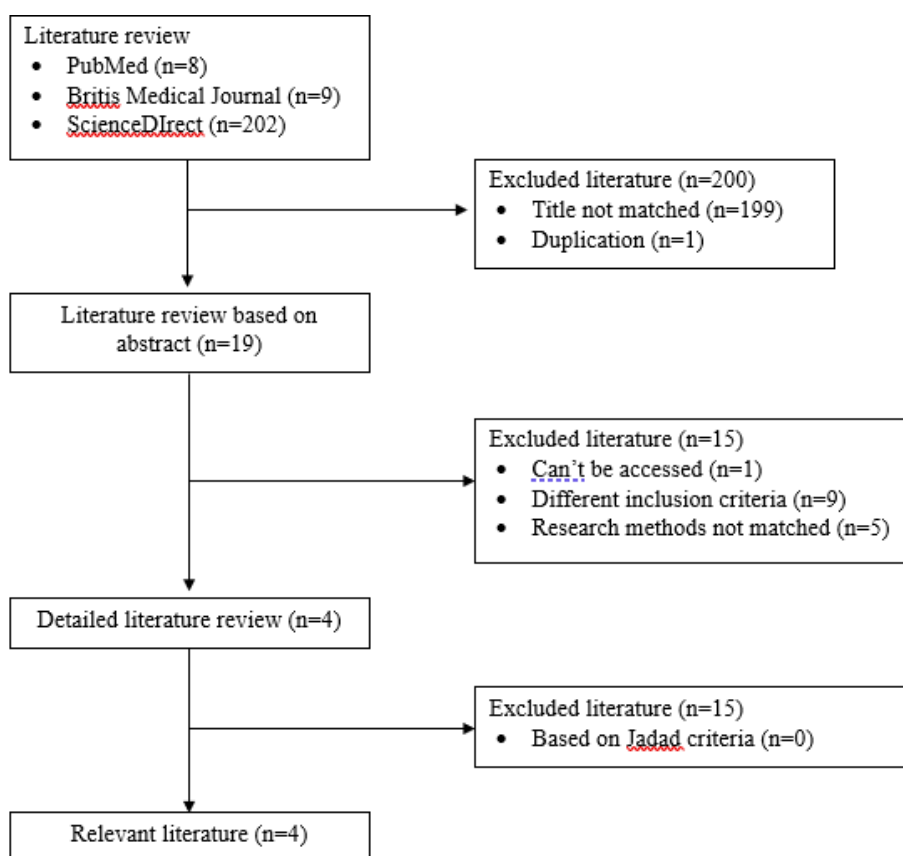 Literature review
• PubMed (n=8)
• Britis Medical Journal (n=9)
• ScienceDIrect (n=202)
Excluded literature (n=200)
• Title not matched (n=199)
• Duplication (n=1)
Literature review based on
abstract (n=19)
Excluded literature (n=15)
• Can’t be accessed (n=1)
• Different inclusion criteria (n=9)
• Research methods not matched (n=5)
Detailed literature review (n=4)
Excluded literature (n=15)
• Based on Jadad criteria (n=0)
Relevant literature (n=4)